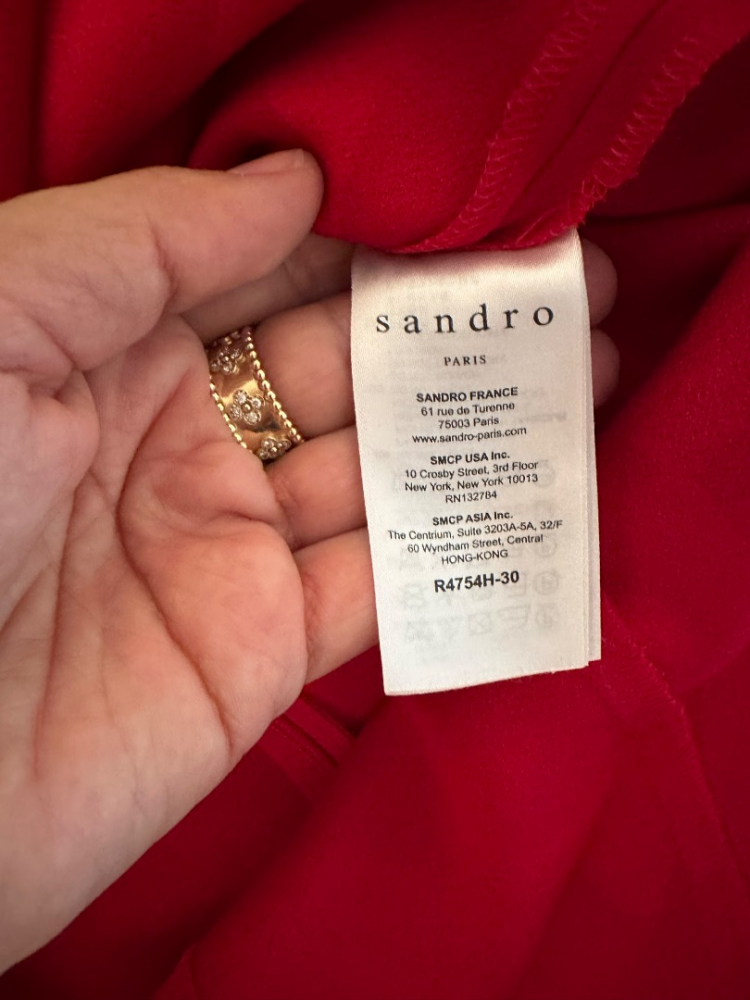 sandro
PARIS
SANDRO FRANCE
61 rue de Turenne
75003 Paris
www.sandro-paris.com
SMCP USA Inc.
10 Crosby Street, 3rd Floor
New York, New York 10013
RN132784
SMCP ASIA Inc.
The Centrium, Suite 3203A-5A, 32/F
60 Wyndham Street, Central
HONG-KONG
R4754H-30